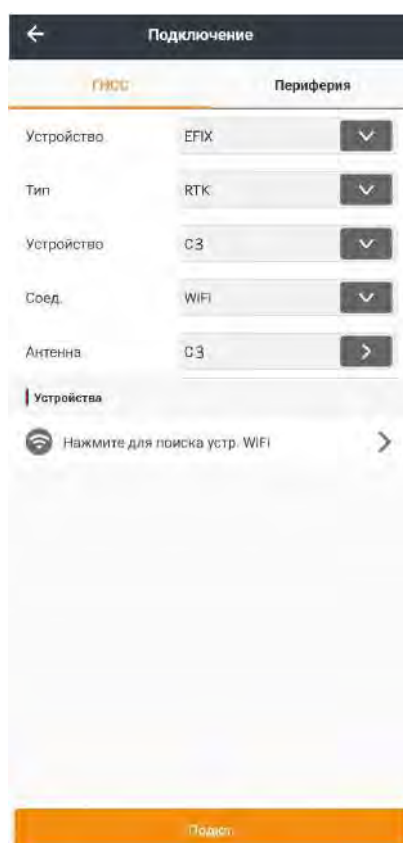 Подключение
ГНСС Периферия
Устройство EFIX
Тип RTK
Устройство C3
Соед. WiFi
Антенна C3
Устройства
Нажмите для поиска устр. WiFi
Подкл.